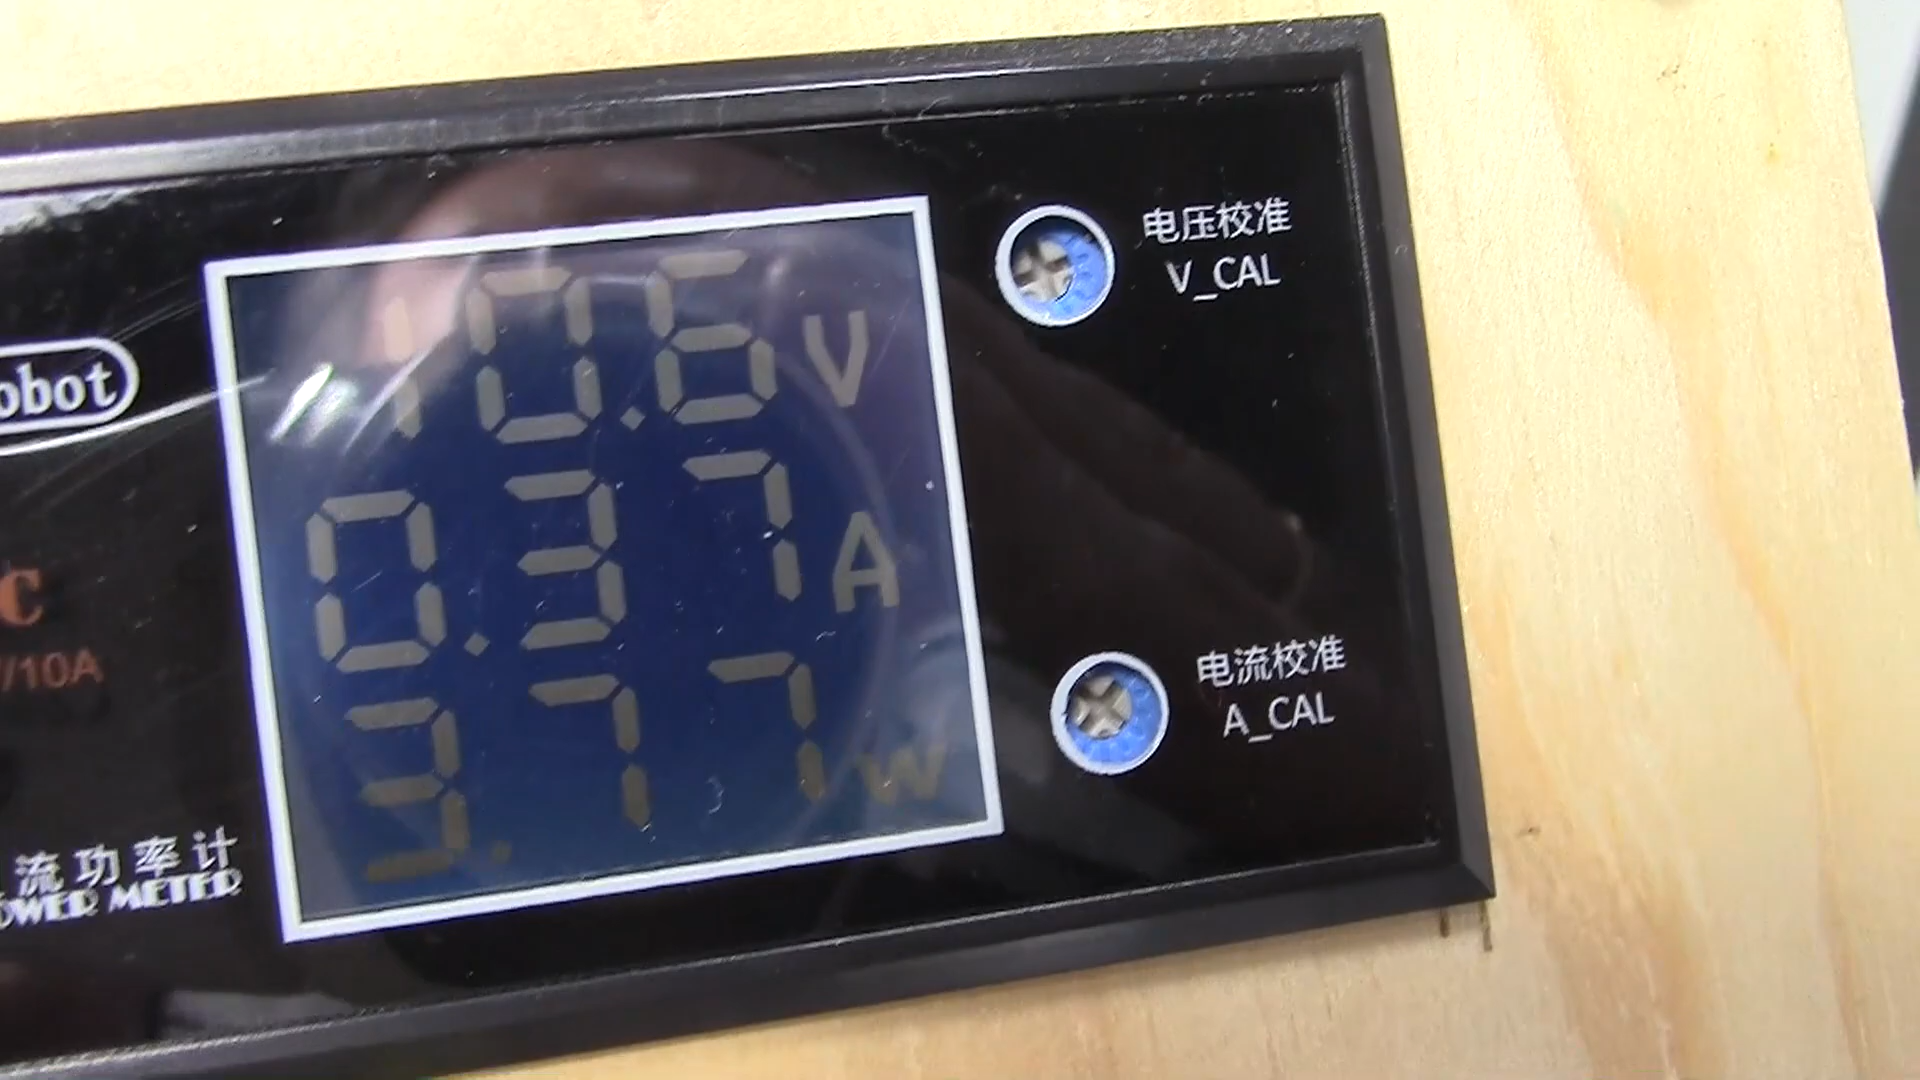 obot
C
/10A
流功率计
OWER METER
10.6 V
0.37 A
3.77 W
电压校准
V_CAL
电流校准
A_CAL